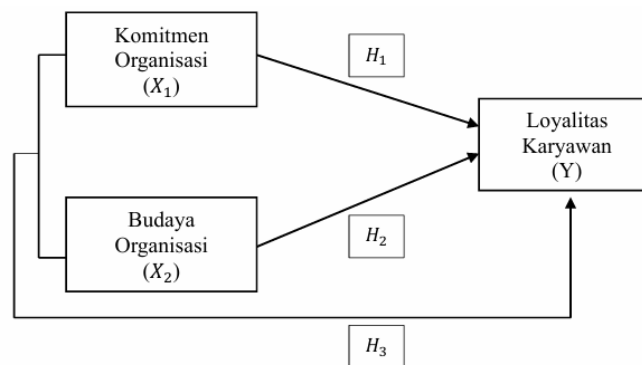 Komitmen
Organisasi
(X₁)
H₁
Loyalitas
Karyawan
(Y)
Budaya
Organisasi
(X₂)
H₂
H₃